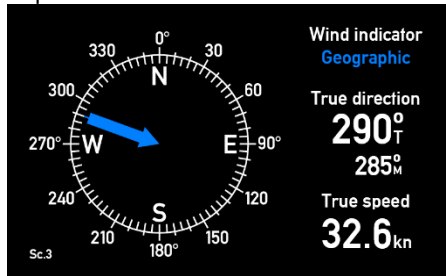 Wind indicator
Geographic
0°
330
30
N
300
60
True direction
290°T
270°
W
E
90°
285°M
240
120
True speed
S
32.6kn
210
150
180°
Sc.3